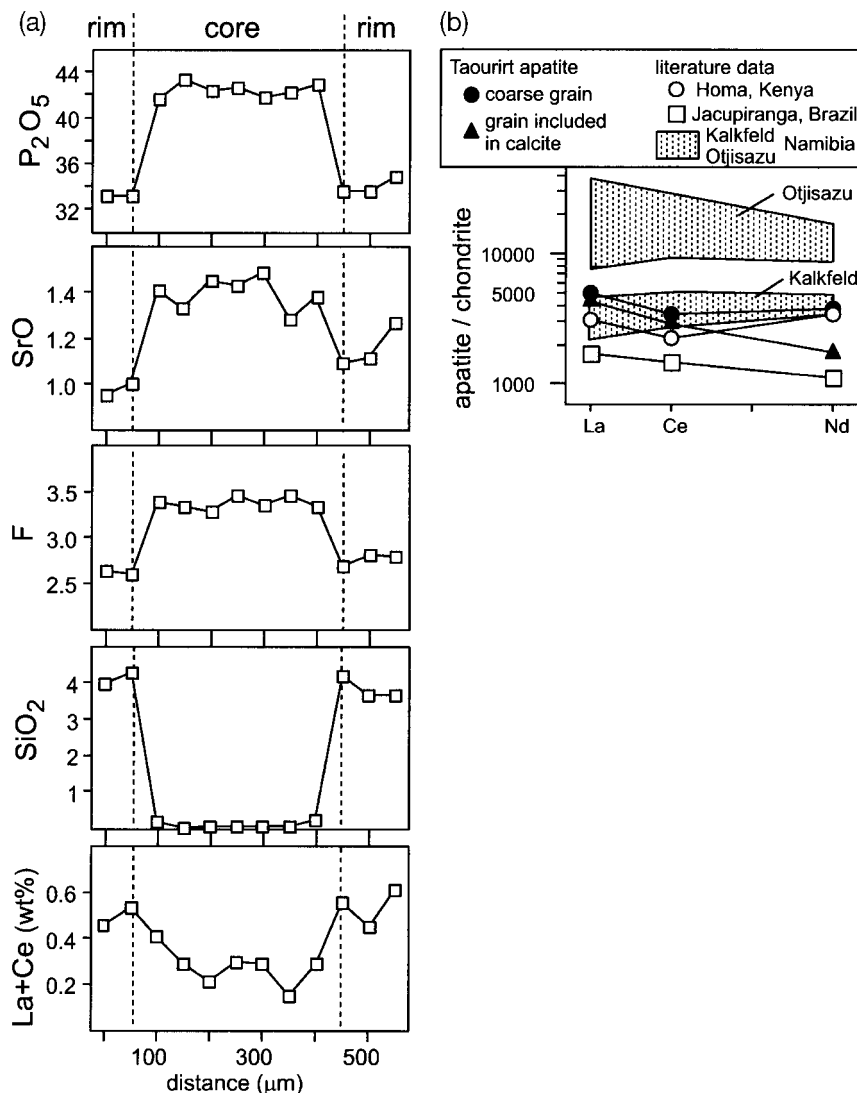 (a)
rim core rim
P2O5
44
40
36
32
SrO
1.4
1.2
1.0
F
3.5
3.0
2.5
SiO2
4
3
2
1
La+Ce (wt%)
0.6
0.4
0.2
100 300 500
distance (μm)
(b)
Taourirt apatite
coarse grain
grain included
in calcite
literature data
Homa, Kenya
Jacupiranga, Brazil
Kalkfeld
Otjisazu
Namibia
Otjisazu
Kalkfeld
apatite / chondrite
10000
5000
1000
La Ce Nd